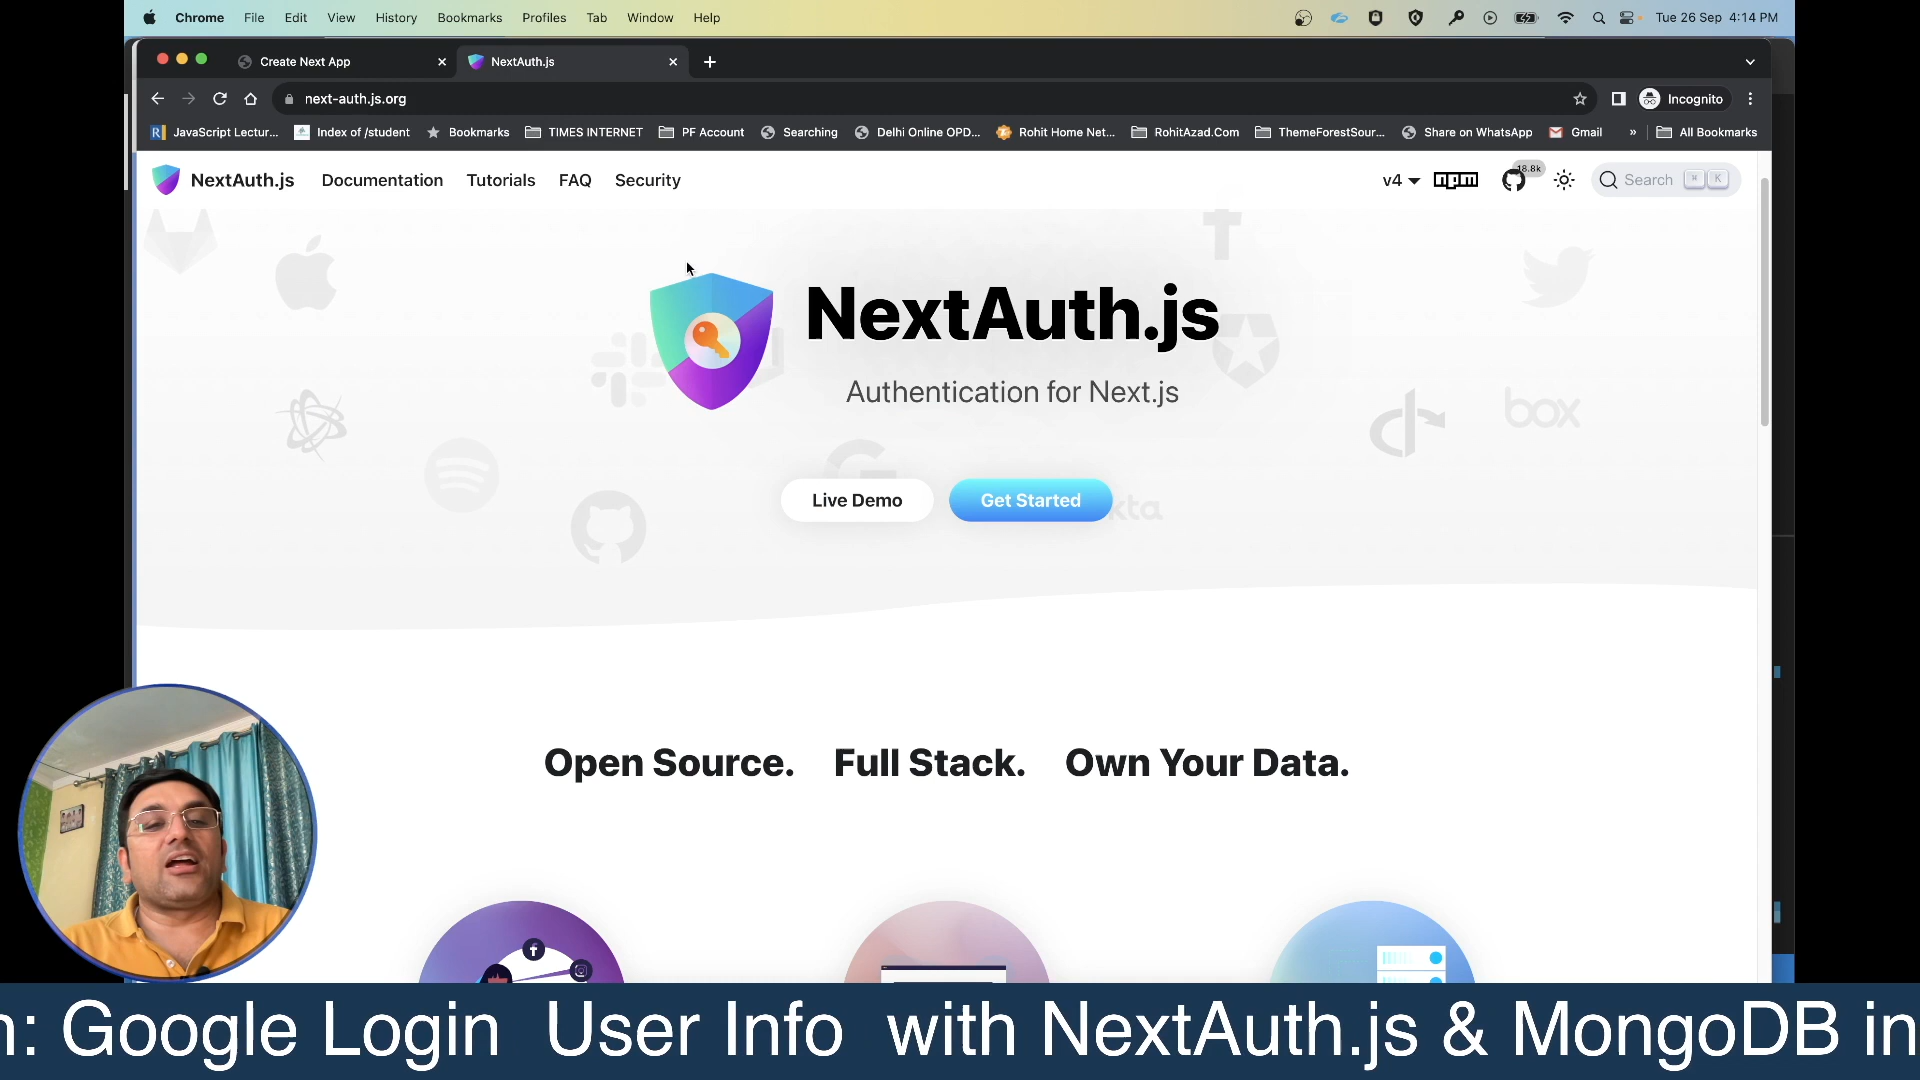 Chrome File Edit View History Bookmarks Profiles Tab Window Help Tue 26 Sep 4:14 PM
Create Next App NextAuth.js
next-auth.js.org Incognito
JavaScript Lectur... Index of /student Bookmarks TIMES INTERNET PF Account Searching Delhi Online OPD... Rohit Home Net... RohitAzad.Com ThemeForestSour... Share on WhatsApp Gmail » All Bookmarks
NextAuth.js Documentation Tutorials FAQ Security v4 npm 18.8k Search ⌘ K
NextAuth.js
Authentication for Next.js
box
Live Demo Get Started kta
Open Source. Full Stack. Own Your Data.
n: Google Login User Info with NextAuth.js & MongoDB in